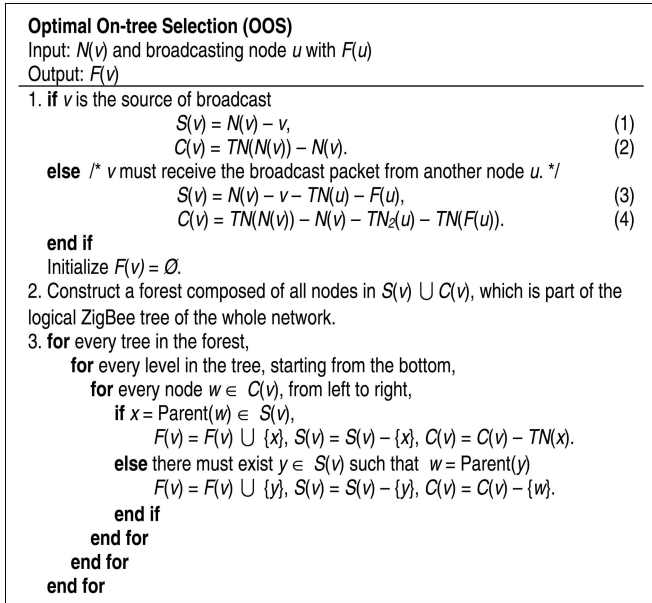 Optimal On-tree Selection (OOS)
Input: N(v) and broadcasting node u with F(u)
Output: F(v)
1. if v is the source of broadcast
S(v) = N(v) – v, (1)
C(v) = TN(N(v)) – N(v). (2)
else /* v must receive the broadcast packet from another node u. */
S(v) = N(v) – v – TN(u) – F(u), (3)
C(v) = TN(N(v)) – N(v) – TN₂(u) – TN(F(u)). (4)
end if
Initialize F(v) = Ø.
2. Construct a forest composed of all nodes in S(v) ∪ C(v), which is part of the
logical ZigBee tree of the whole network.
3. for every tree in the forest,
for every level in the tree, starting from the bottom,
for every node w ∈ C(v), from left to right,
if x = Parent(w) ∈ S(v),
F(v) = F(v) ∪ {x}, S(v) = S(v) – {x}, C(v) = C(v) – TN(x).
else there must exist y ∈ S(v) such that w = Parent(y)
F(v) = F(v) ∪ {y}, S(v) = S(v) – {y}, C(v) = C(v) – {w}.
end if
end for
end for
end for